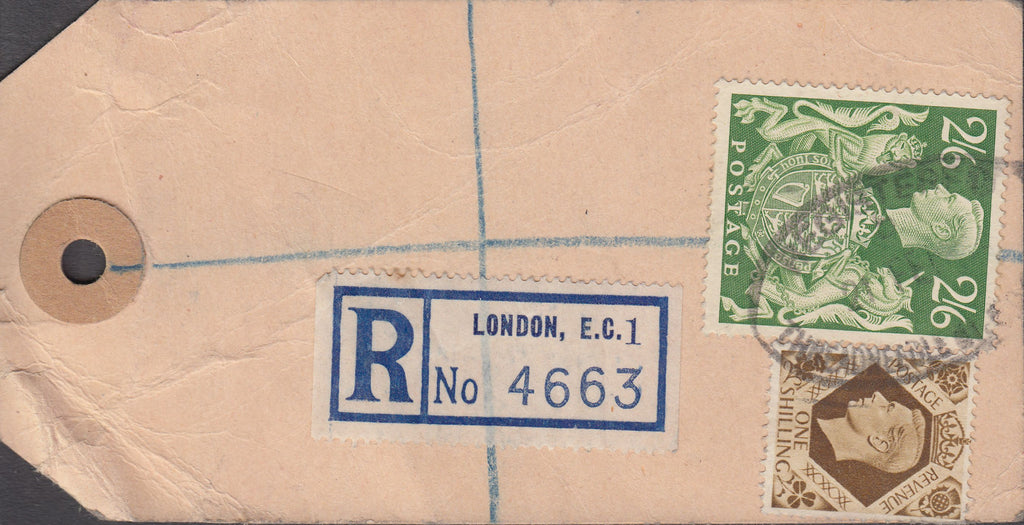 R
LONDON, E.C.1
No 4663
2/6
POSTAGE
2/6
POSTAGE
REVENUE
ONE
SHILLING